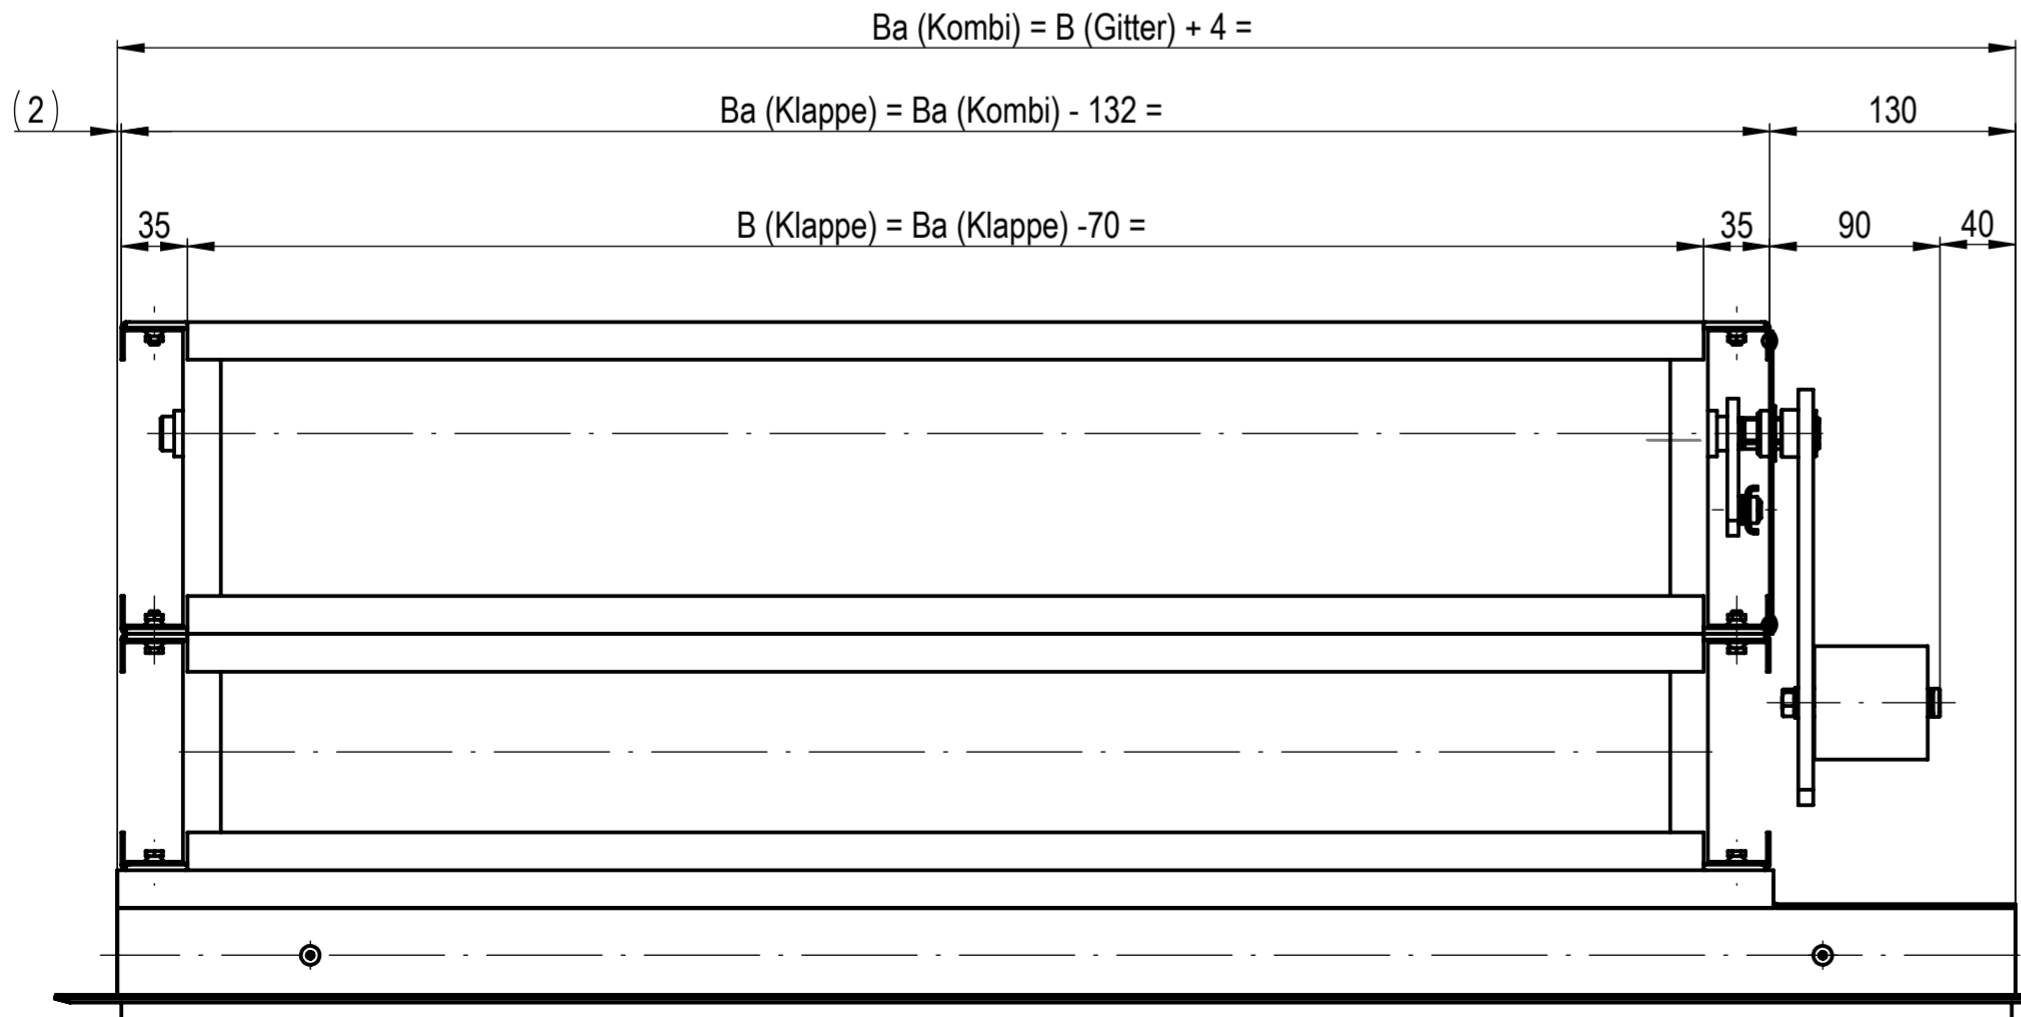 Ba (Kombi) = B (Gitter) + 4 =
(2) Ba (Klappe) = Ba (Kombi) - 132 = 130
35 B (Klappe) = Ba (Klappe) -70 = 35 90 40